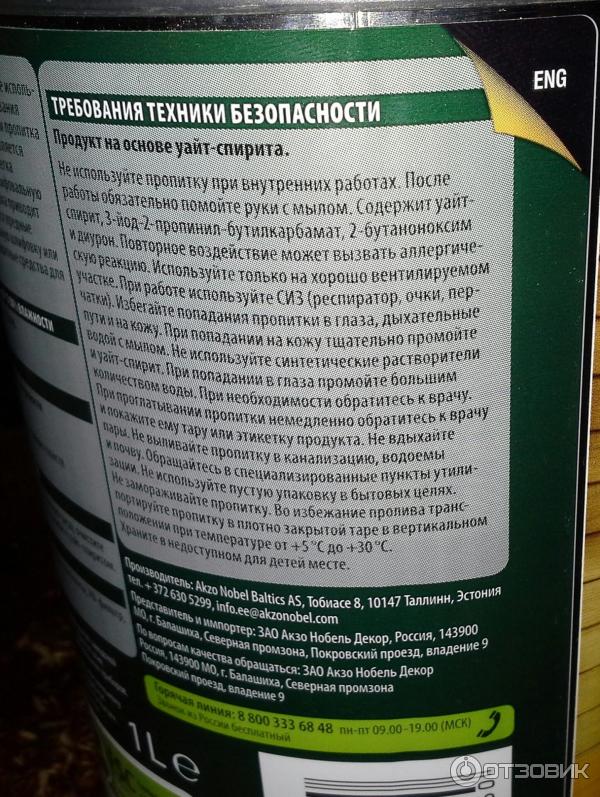 ENG
ТРЕБОВАНИЯ ТЕХНИКИ БЕЗОПАСНОСТИ
Продукт на основе уайт-спирита.
Не используйте пропитку при внутренних работах. После
работы обязательно помойте руки с мылом. Содержит уайт-
спирит, 3-йод-2-пропинил-бутилкарбамат, 2-бутаноноксим
и диурон. Повторное воздействие может вызвать аллергиче-
скую реакцию. Используйте только на хорошо вентилируемом
участке. При работе используйте СИЗ (респиратор, очки, пер-
чатки). Избегайте попадания пропитки в глаза, дыхательные
пути и на кожу. При попадании на кожу тщательно промойте
водой с мылом. Не используйте синтетические растворители
и уайт-спирит. При попадании в глаза промойте большим
количеством воды. При необходимости обратитесь к врачу.
При проглатывании пропитки немедленно обратитесь к врачу
и покажите ему тару или этикетку продукта. Не вдыхайте
пары. Не выливайте пропитку в канализацию, водоемы
и почву. Обращайтесь в специализированные пункты утили-
зации. Не используйте пустую упаковку в бытовых целях.
Не замораживайте пропитку. Во избежание пролива транс-
портируйте пропитку в плотно закрытой таре в вертикальном
положении при температуре от +5 °C до +30 °C.
Храните в недоступном для детей месте.
Производитель: Akzo Nobel Baltics AS, Тобиасе 8, 10147 Таллинн, Эстония
тел. + 372 630 5299, info.ee@akzonobel.com
Представитель и импортер: ЗАО Акзо Нобель Декор, Россия, 143900
МО, г. Балашиха, Северная промзона, Покровский проезд, владение 9
По вопросам качества обращаться: ЗАО Акзо Нобель Декор
Россия, 143900 МО, г. Балашиха, Северная промзона
Покровский проезд, владение 9
Горячая линия: 8 800 333 68 48 пн-пт 09.00–19.00 (МСК)
Звонок из России бесплатный
1L e
ОТЗОВИК